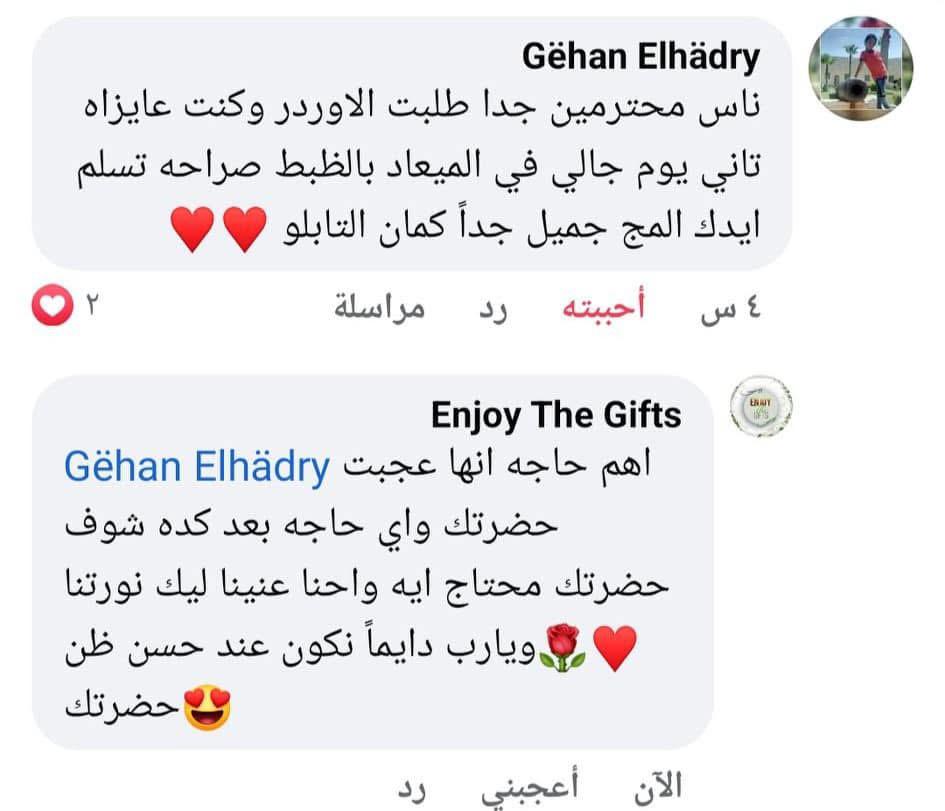 Gëhan Elhädry
ناس محترمين جدا طلبت الاوردر وكنت عايزاه
تاني يوم جالي في الميعاد بالظبط صراحه تسلم
ايدك المج جميل جداً كمان التابلو ♥️♥️
٤ س أحببته رد مراسلة ٢
Enjoy The Gifts
Gëhan Elhädry اهم حاجه انها عجبت
حضرتك واي حاجه بعد كده شوف
حضرتك محتاج ايه واحنا عنينا ليك نورتنا
♥️🌹ويارب دايماً نكون عند حسن ظن
حضرتك😍
الآن أعجبني رد